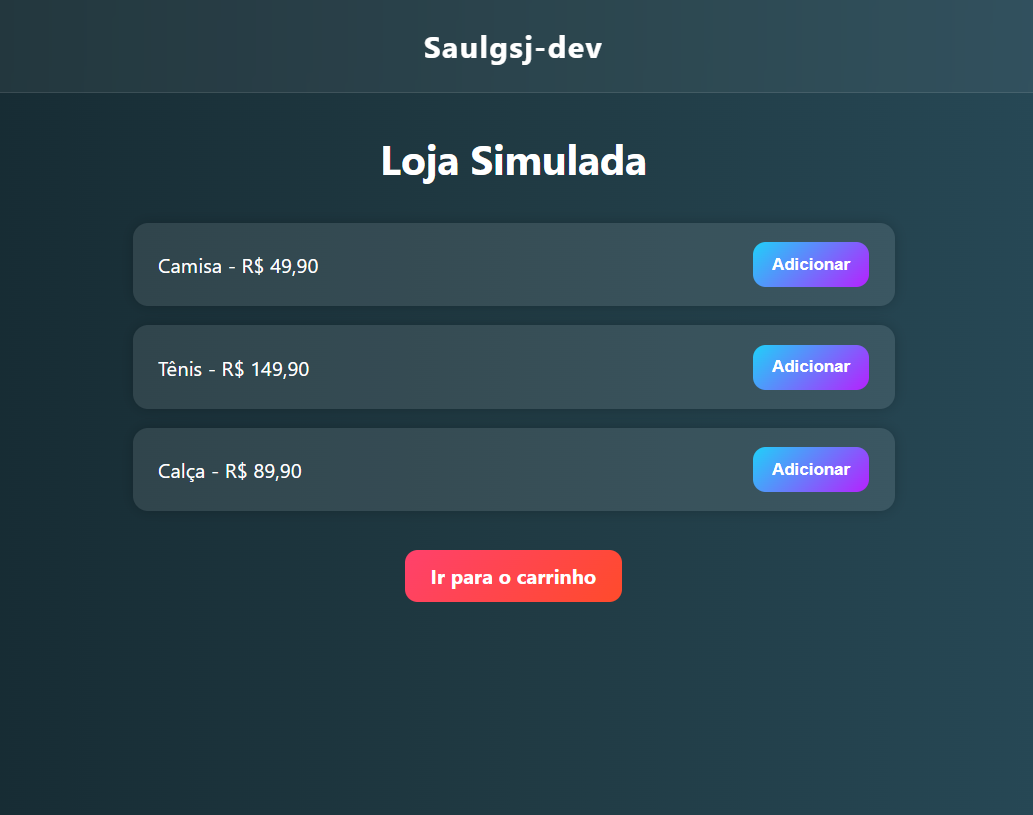 Saulgsj-dev
Loja Simulada
Camisa - R$ 49,90
Adicionar
Tênis - R$ 149,90
Adicionar
Calça - R$ 89,90
Adicionar
Ir para o carrinho